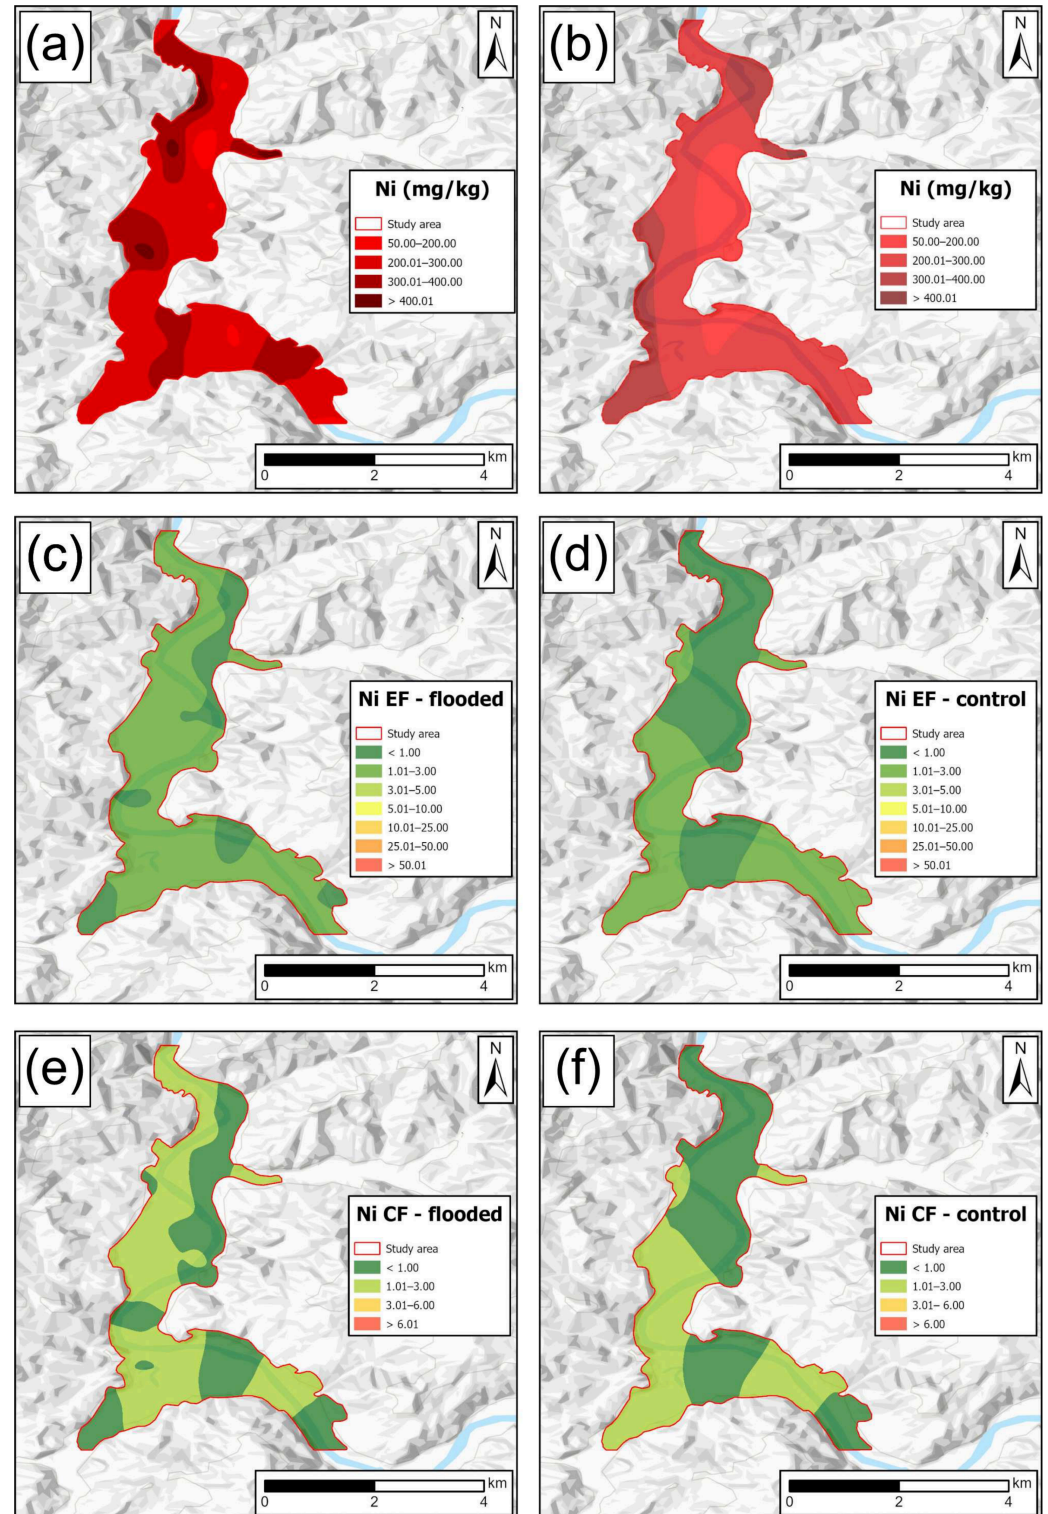 (a)
N
Ni (mg/kg)
Study area
50.00–200.00
200.01–300.00
300.01–400.00
> 400.01
km
0 2 4
(b)
N
Ni (mg/kg)
Study area
50.00–200.00
200.01–300.00
300.01–400.00
> 400.01
km
0 2 4
(c)
N
Ni EF - flooded
Study area
< 1.00
1.01–3.00
3.01–5.00
5.01–10.00
10.01–25.00
25.01–50.00
> 50.01
km
0 2 4
(d)
N
Ni EF - control
Study area
< 1.00
1.01–3.00
3.01–5.00
5.01–10.00
10.01–25.00
25.01–50.00
> 50.01
km
0 2 4
(e)
N
Ni CF - flooded
Study area
< 1.00
1.01–3.00
3.01–6.00
> 6.01
km
0 2 4
(f)
N
Ni CF - control
Study area
< 1.00
1.01–3.00
3.01– 6.00
> 6.00
km
0 2 4